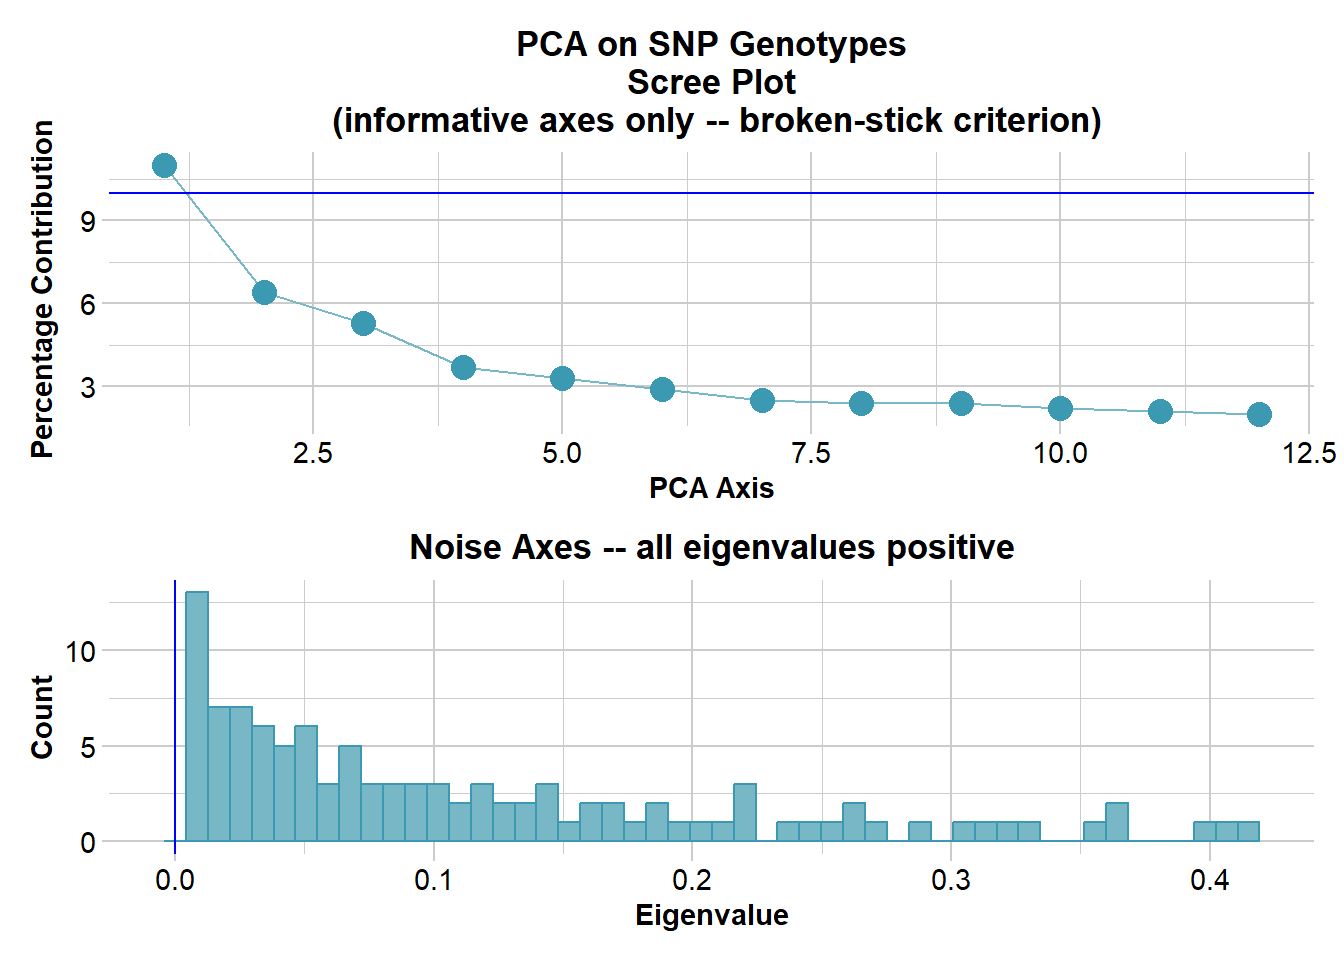 PCA on SNP Genotypes
Scree Plot
(informative axes only -- broken-stick criterion)
Percentage Contribution
9
6
3
2.5 5.0 7.5 10.0 12.5
PCA Axis
Noise Axes -- all eigenvalues positive
Count
10
5
0
0.0 0.1 0.2 0.3 0.4
Eigenvalue